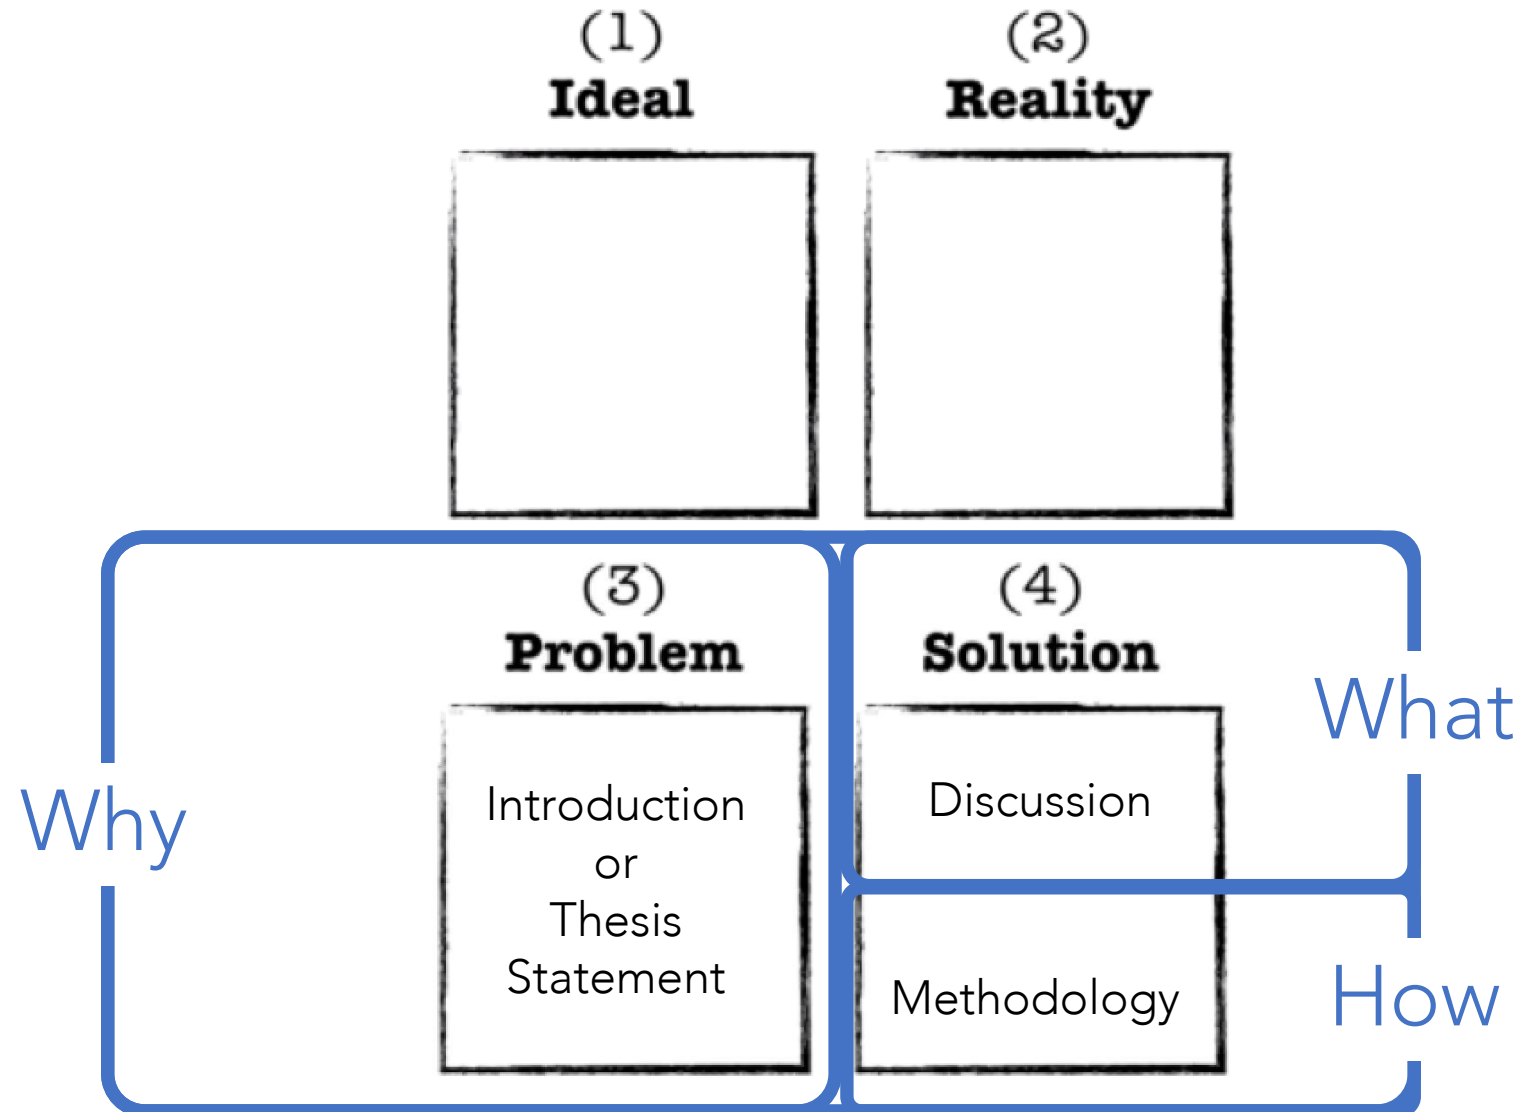 (1)
Ideal
(2)
Reality
(3)
Problem
(4)
Solution
What
Why
Introduction
or
Thesis
Statement
Discussion
Methodology
How